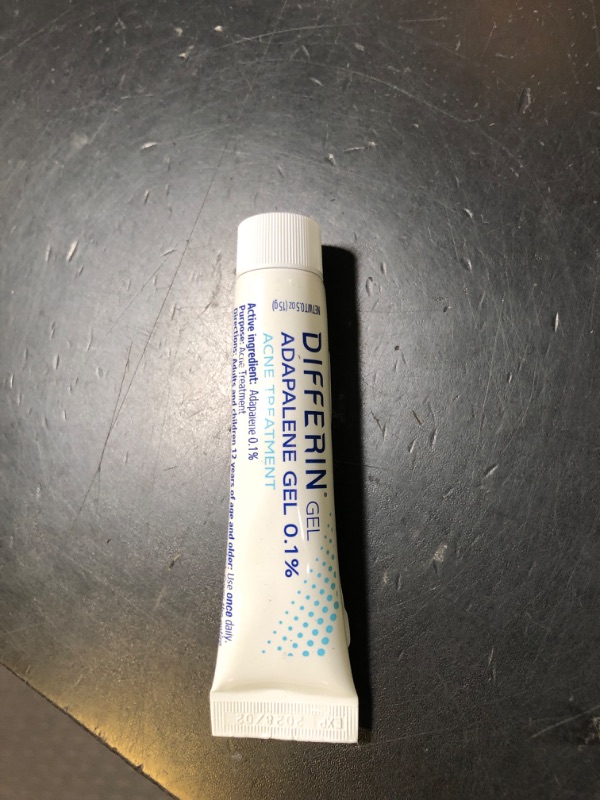 NET WT 0.5 oz (15g)
DIFFERIN® GEL
ADAPALENE GEL 0.1%
ACNE TREATMENT
Active ingredient: Adapalene 0.1%
Purpose: Acne Treatment
Directions: Adults and children 12 years of age and older: Use once daily.
EXP 2026/02